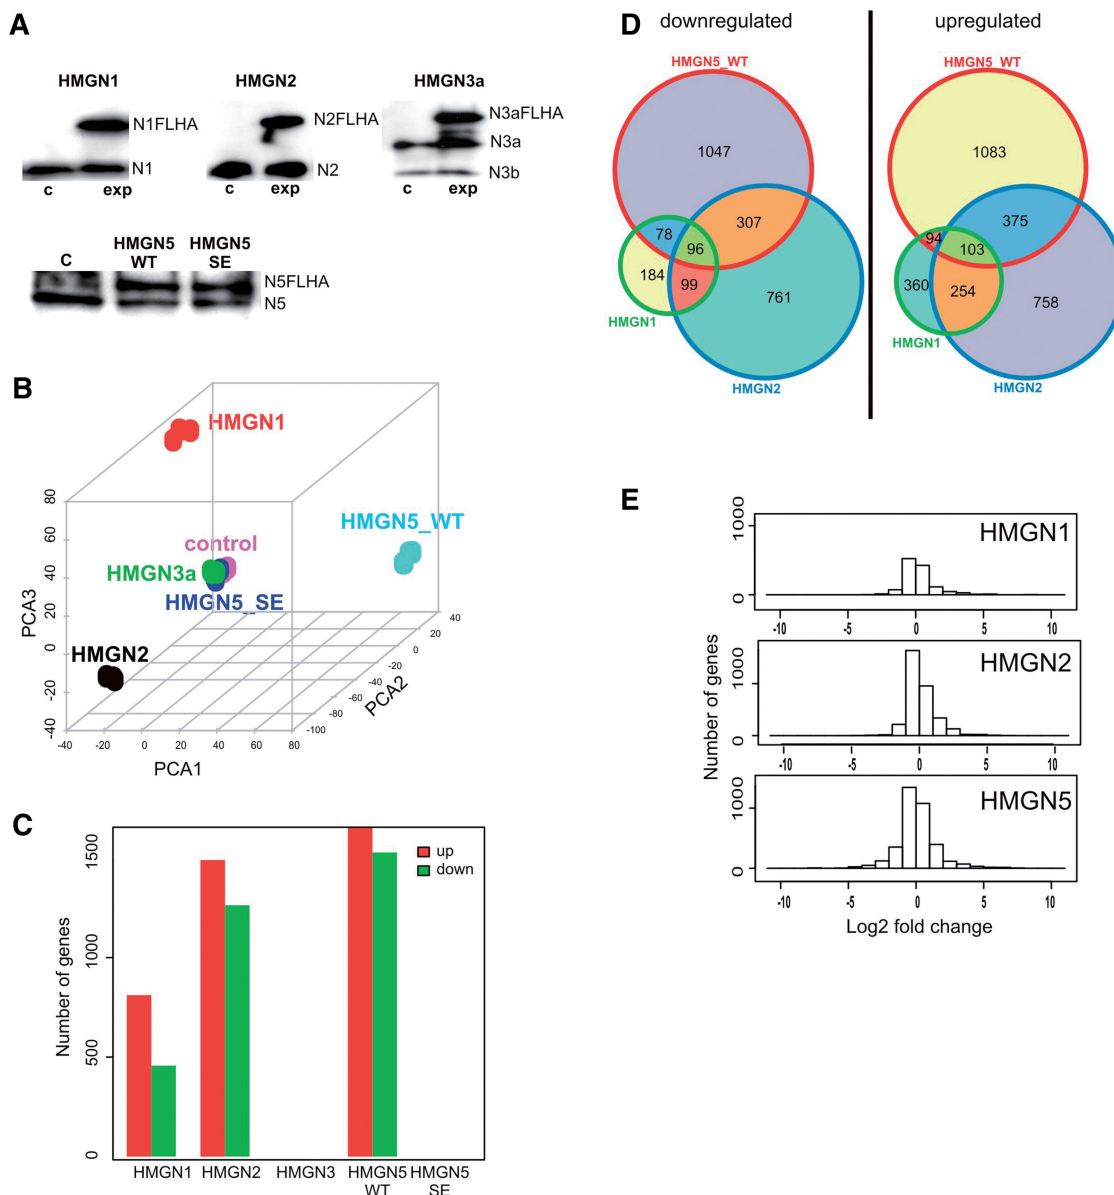 A
HMGN1
HMGN2
HMGN3a
N1FLHA
N1
c exp
N2FLHA
N2
c exp
N3aFLHA
N3a
N3b
c exp
C
HMGN5 WT
HMGN5 SE
N5FLHA
N5
B
HMGN1
HMGN5_WT
control
HMGN3a
HMGN5_SE
HMGN2
PCA3
80
60
40
20
0
-20
-40
-40 -20 0 20 40 60 80
PCA1
-100
-80
-60
-40
-20
0
20
40
PCA2
C
Number of genes
1500
1000
500
0
up
down
HMGN1 HMGN2 HMGN3 HMGN5 HMGN5
WT SE
D
downregulated
HMGN5_WT
1047
307
78
96
184
99
761
HMGN1
HMGN2
upregulated
HMGN5_WT
1083
375
94
103
360
254
758
HMGN1
HMGN2
E
Number of genes
HMGN1
1000
0
-10 -5 0 5 10
HMGN2
1000
0
-10 -5 0 5 10
HMGN5
1000
0
-10 -5 0 5 10
Log2 fold change